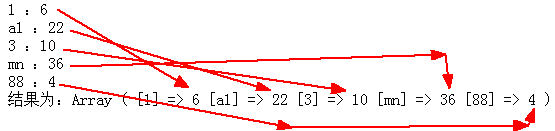 1 : 6
a1 : 22
3 : 10
mn : 36
88 : 4
结果为: Array ( [1] => 6 [a1] => 22 [3] => 10 [mn] => 36 [88] => 4 )